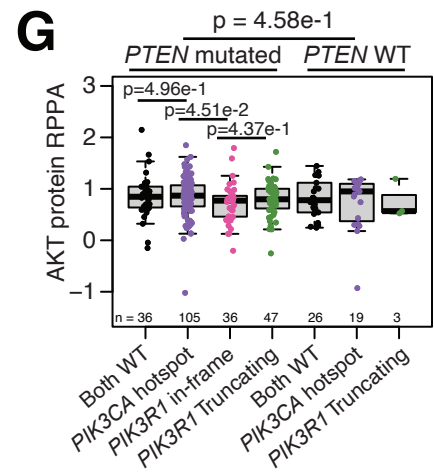 G
p = 4.58e-1
PTEN mutated PTEN WT
p=4.96e-1
p=4.51e-2
p=4.37e-1
AKT protein RPPA
3
2
1
0
−1
n = 36 105 36 47 26 19 3
Both WT
PIK3CA hotspot
PIK3R1 in-frame
PIK3R1 Truncating
Both WT
PIK3CA hotspot
PIK3R1 Truncating